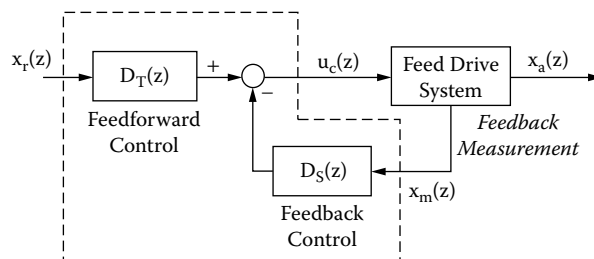 x_r(z)
D_T(z)
+
u_c(z)
Feed Drive
System
x_a(z)
−
Feedforward
Control
Feedback
Measurement
D_S(z)
x_m(z)
Feedback
Control